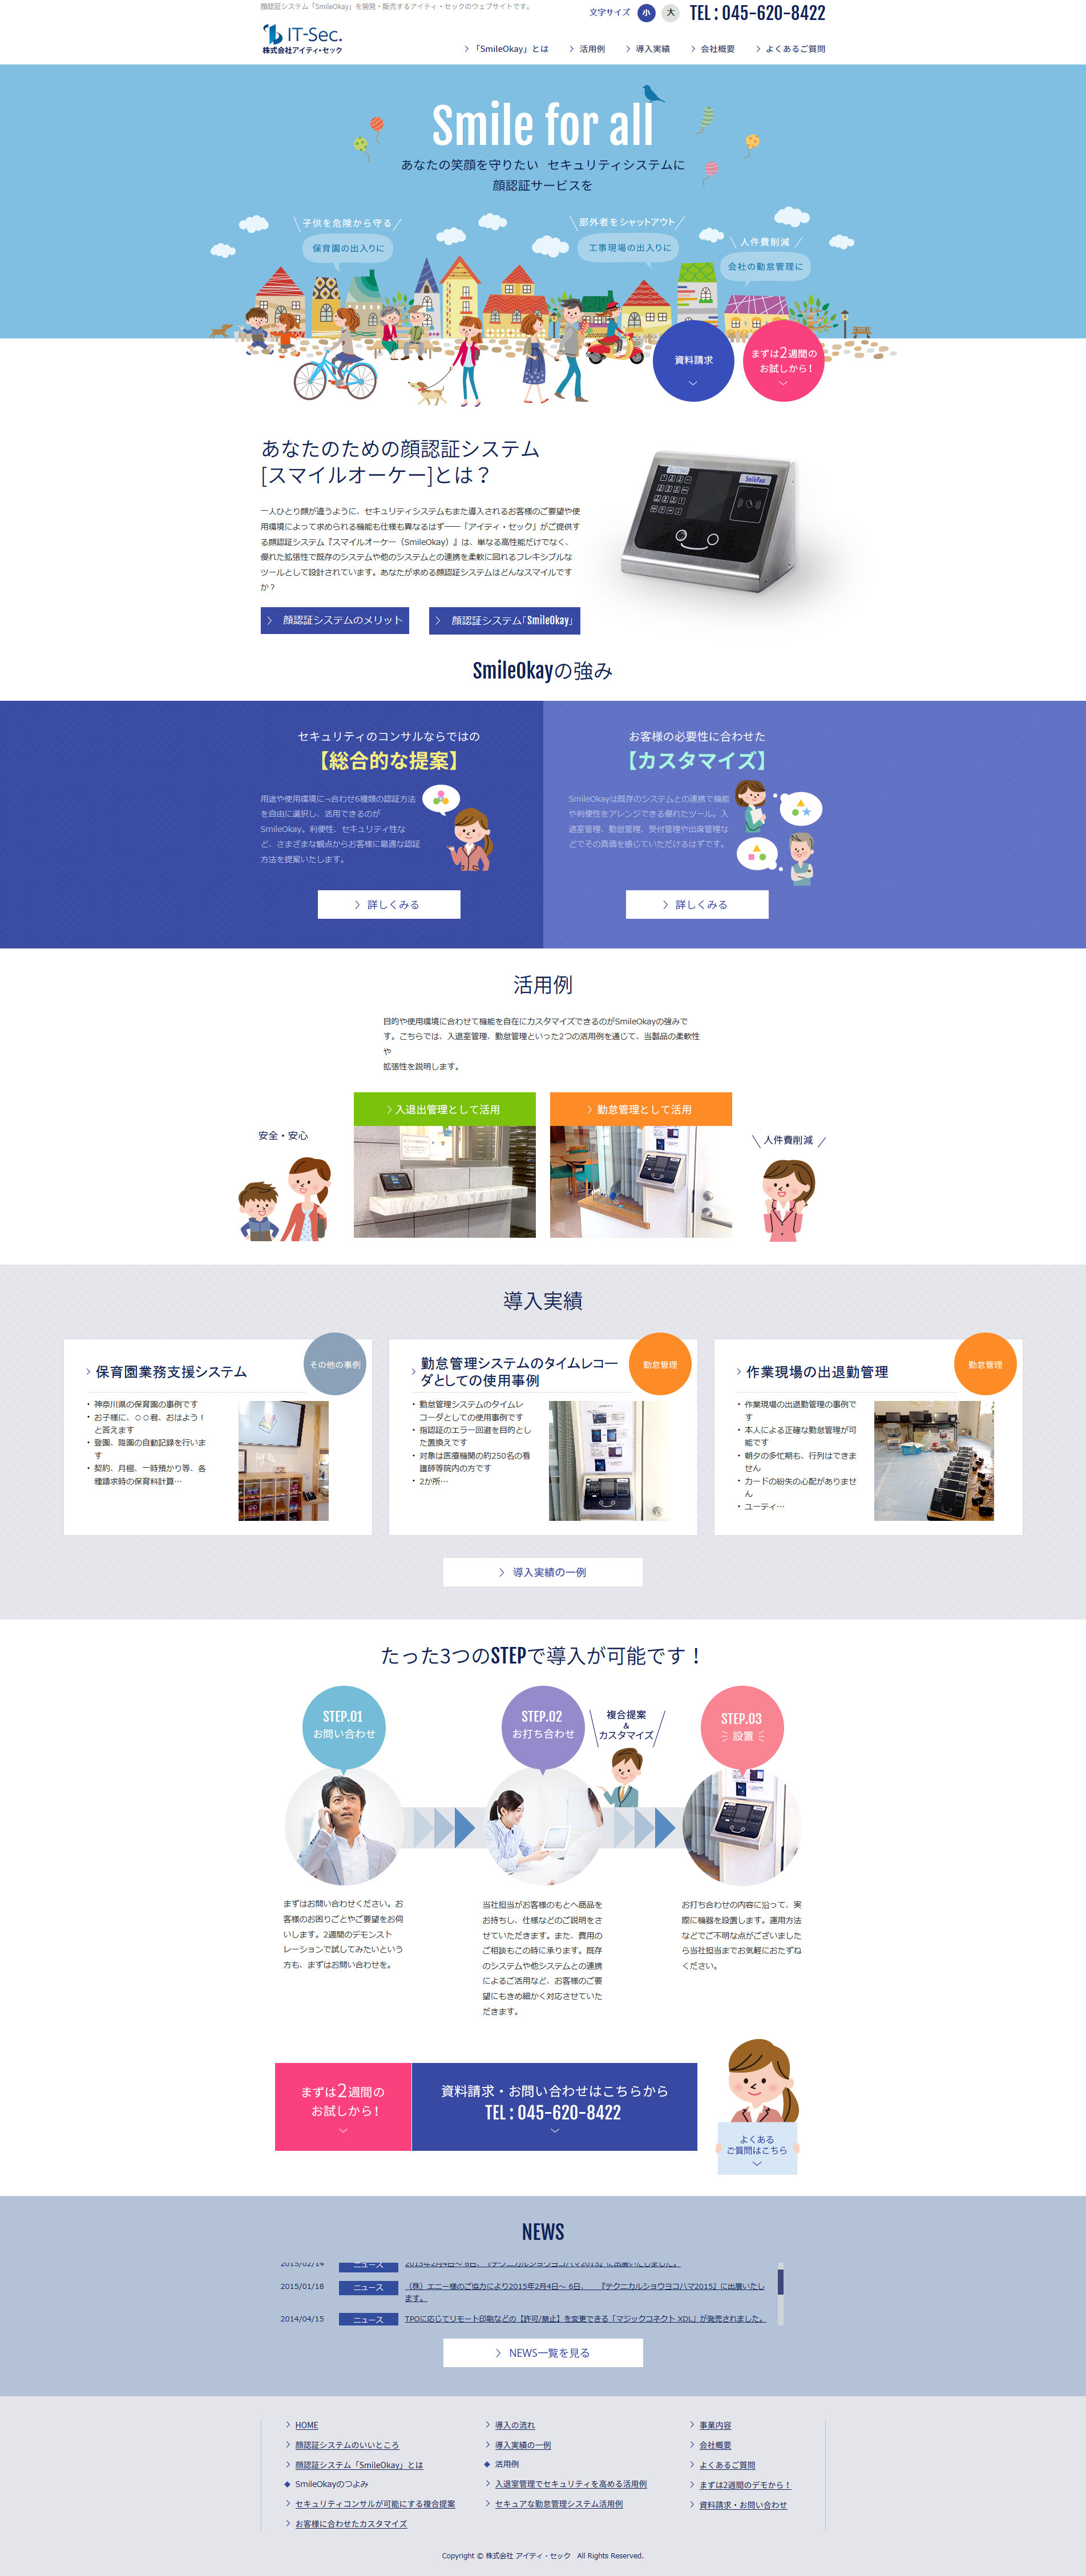 顔認証システム「SmileOkay」を開発・販売するアイティ・セックのウェブサイトです。
文字サイズ 小 大 TEL : 045-620-8422
IT-Sec.
株式会社アイティ・セック
「SmileOkay」とは 活用例 導入実績 会社概要 よくあるご質問
Smile for all
あなたの笑顔を守りたい セキュリティシステムに
顔認証サービスを
子供を危険から守る
保育園の出入りに
部外者をシャットアウト
工事現場の出入りに
人件費削減
会社の勤怠管理に
資料請求
まずは2週間の
お試しから!
あなたのための顔認証システム
[スマイルオーケー]とは？
一人ひとり顔が違うように、セキュリティシステムもまた導入されるお客様のご要望や使
用環境によって求められる機能も仕様も異なるはず――「アイティ・セック」がご提供す
る顔認証システム『スマイルオーケー（SmileOkay）』は、単なる高性能だけでなく、
優れた拡張性で既存のシステムや他のシステムとの連携を柔軟に図れるフレキシブルな
ツールとして設計されています。あなたが求める顔認証システムはどんなスマイルです
か？
SmilePass
顔認証システムのメリット
顔認証システム「SmileOkay」
SmileOkayの強み
セキュリティのコンサルならではの
【総合的な提案】
用途や使用環境に¬合わせ6種類の認証方法
を自由に選択し、活用できるのが
SmileOkay。利便性、セキュリティ性な
ど、さまざまな観点からお客様に最適な認証
方法を提案いたします。
詳しくみる
お客様の必要性に合わせた
【カスタマイズ】
SmileOkayは既存のシステムとの連携で機能
や利便性をアレンジできる優れたツール。入
退室管理、勤怠管理、受付管理や出席管理な
どでその真価を感じていただけるはずです。
詳しくみる
活用例
目的や使用環境に合わせて機能を自在にカスタマイズできるのがSmileOkayの強みで
す。こちらでは、入退室管理、勤怠管理といった2つの活用例を通じて、当製品の柔軟性
や
拡張性を説明します。
安全・安心
入退出管理として活用
勤怠管理として活用
人件費削減
導入実績
保育園業務支援システム
その他の事例
・神奈川県の保育園の事例です
・お子様に、○○君、おはよう！
と答えます
・登園、降園の自動記録を行いま
す
・契約、月極、一時預かり等、各
種請求時の保育料計算…
勤怠管理システムのタイムレコー
ダとしての使用事例
勤怠管理
・勤怠管理システムのタイムレ
コーダとしての使用事例です
・指認証のエラー回避を目的とし
た置換えです
・対象は医療機関の約250名の看
護師等院内の方です
・2か所…
作業現場の出退勤管理
勤怠管理
・作業現場の出退勤管理の事例で
す
・本人による正確な勤怠管理が可
能です
・朝夕の多忙期も、行列はできま
せん
・カードの紛失の心配がありませ
ん
・ユーティ…
導入実績の一例
たった3つのSTEPで導入が可能です！
STEP.01
お問い合わせ
STEP.02
お打ち合わせ
複合提案
&
カスタマイズ
STEP.03
設置
まずはお問い合わせください。お
客様のお困りごとやご要望をお伺
いします。2週間のデモンスト
レーションで試してみたいという
方も、まずはお問い合わせを。
当社担当がお客様のもとへ商品を
お持ちし、仕様などのご説明をさ
せていただきます。また、費用の
ご相談もこの時に承ります。既存
のシステムや他システムとの連携
によるご活用など、お客様のご要
望にもきめ細かく対応させていた
だきます。
お打ち合わせの内容に沿って、実
際に機器を設置します。運用方法
などでご不明な点がございました
ら当社担当までお気軽におたずね
ください。
まずは2週間の
お試しから!
資料請求・お問い合わせはこちらから
TEL : 045-620-8422
よくある
ご質問はこちら
NEWS
2015/02/14 ニュース 2015年2月4日～ 6日、『テクニカルショウヨコハマ2015』に出展いたしました。
2015/01/18 ニュース （株）エニー様のご協力により2015年2月4日～ 6日、 『テクニカルショウヨコハマ2015』に出展いたし
ます。
2014/04/15 ニュース TPOに応じてリモート印刷などの【許可/禁止】を変更できる「マジックコネクト XDL」が発売されました。
NEWS一覧を見る
HOME
顔認証システムのいいところ
顔認証システム「SmileOkay」とは
SmileOkayのつよみ
セキュリティコンサルが可能にする複合提案
お客様に合わせたカスタマイズ
導入の流れ
導入実績の一例
活用例
入退室管理でセキュリティを高める活用例
セキュアな勤怠管理システム活用例
事業内容
会社概要
よくあるご質問
まずは2週間のデモから！
資料請求・お問い合わせ
Copyright © 株式会社 アイティ・セック All Rights Reserved.